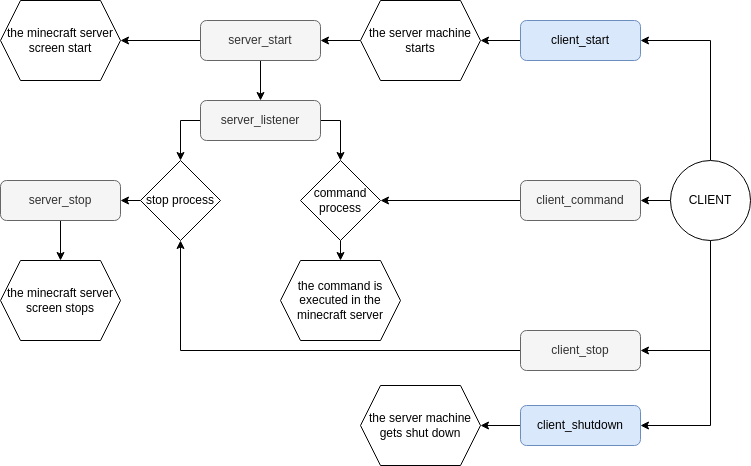 the minecraft server
screen start
server_start
the server machine
starts
client_start
server_listener
server_stop
stop process
command
process
client_command
CLIENT
the minecraft server
screen stops
the command is
executed in the
minecraft server
client_stop
the server machine
gets shut down
client_shutdown